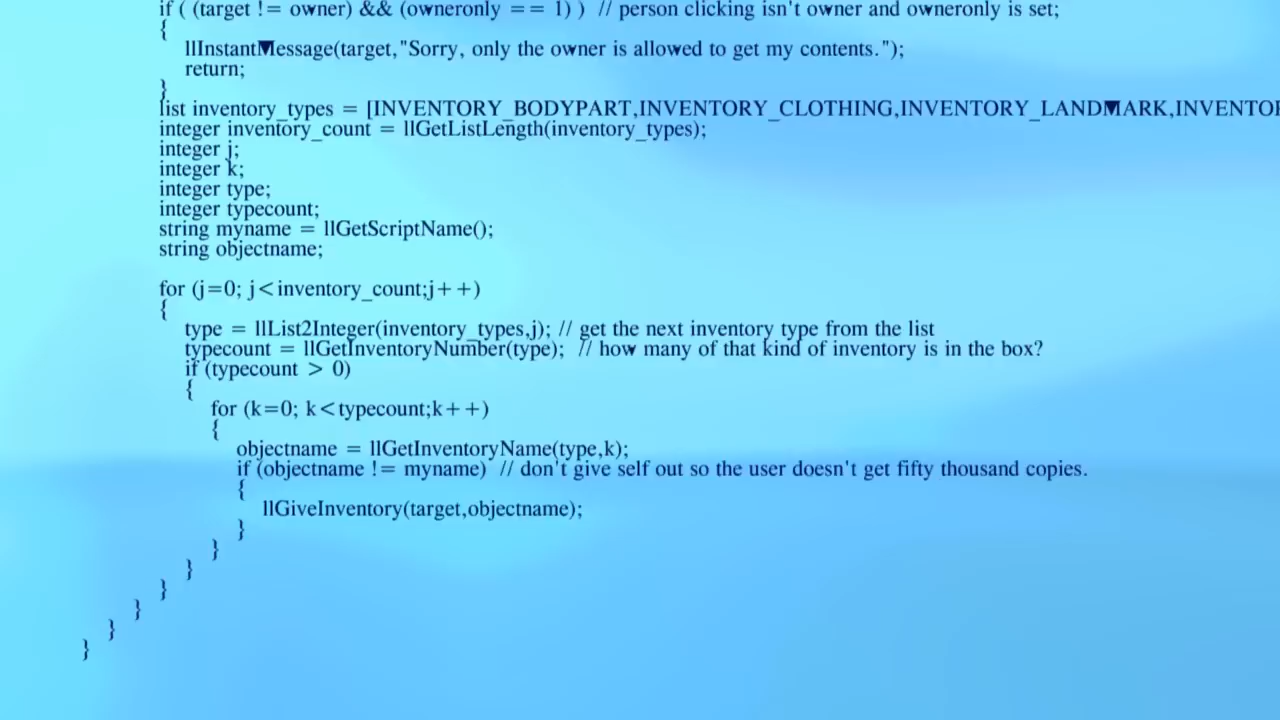 if ( (target != owner) && (owneronly == 1) ) // person clicking isn't owner and owneronly is set;
{
llInstantMessage(target,"Sorry, only the owner is allowed to get my contents.");
return;
}
list inventory_types = [INVENTORY_BODYPART,INVENTORY_CLOTHING,INVENTORY_LANDMARK,
integer inventory_count = llGetListLength(inventory_types);
integer j;
integer k;
integer type;
integer typecount;
string myname = llGetScriptName();
string objectname;
for (j=0; j<inventory_count;j++)
{
type = llList2Integer(inventory_types,j); // get the next inventory type from the list
typecount = llGetInventoryNumber(type); // how many of that kind of inventory is in the box?
if (typecount > 0)
{
for (k=0; k<typecount;k++)
{
objectname = llGetInventoryName(type,k);
if (objectname != myname) // don't give self out so the user doesn't get fifty thousand copies.
{
llGiveInventory(target,objectname);
}
}
}
}
}
}
}